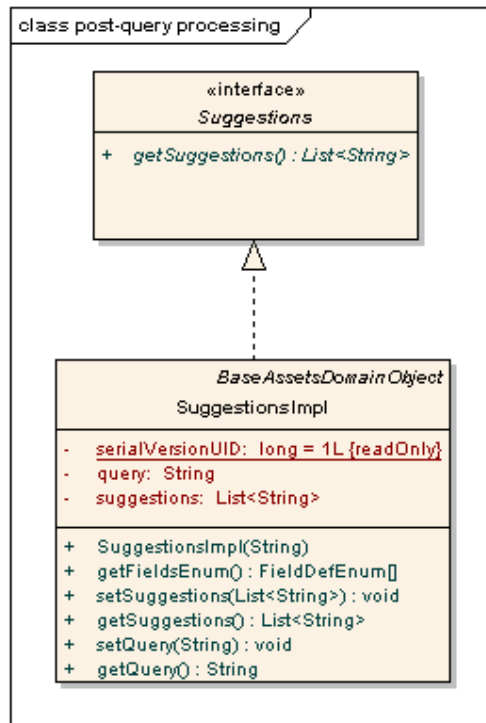 class post-query processing
«interface»
Suggestions
+ getSuggestions() : List<String>
BaseAssetsDomainObject
SuggestionsImpl
- serialVersionUID: long = 1L {readOnly}
- query: String
- suggestions: List<String>
+ SuggestionsImpl(String)
+ getFieldsEnum() : FieldDefEnum[]
+ setSuggestions(List<String>) : void
+ getSuggestions() : List<String>
+ setQuery(String) : void
+ getQuery() : String